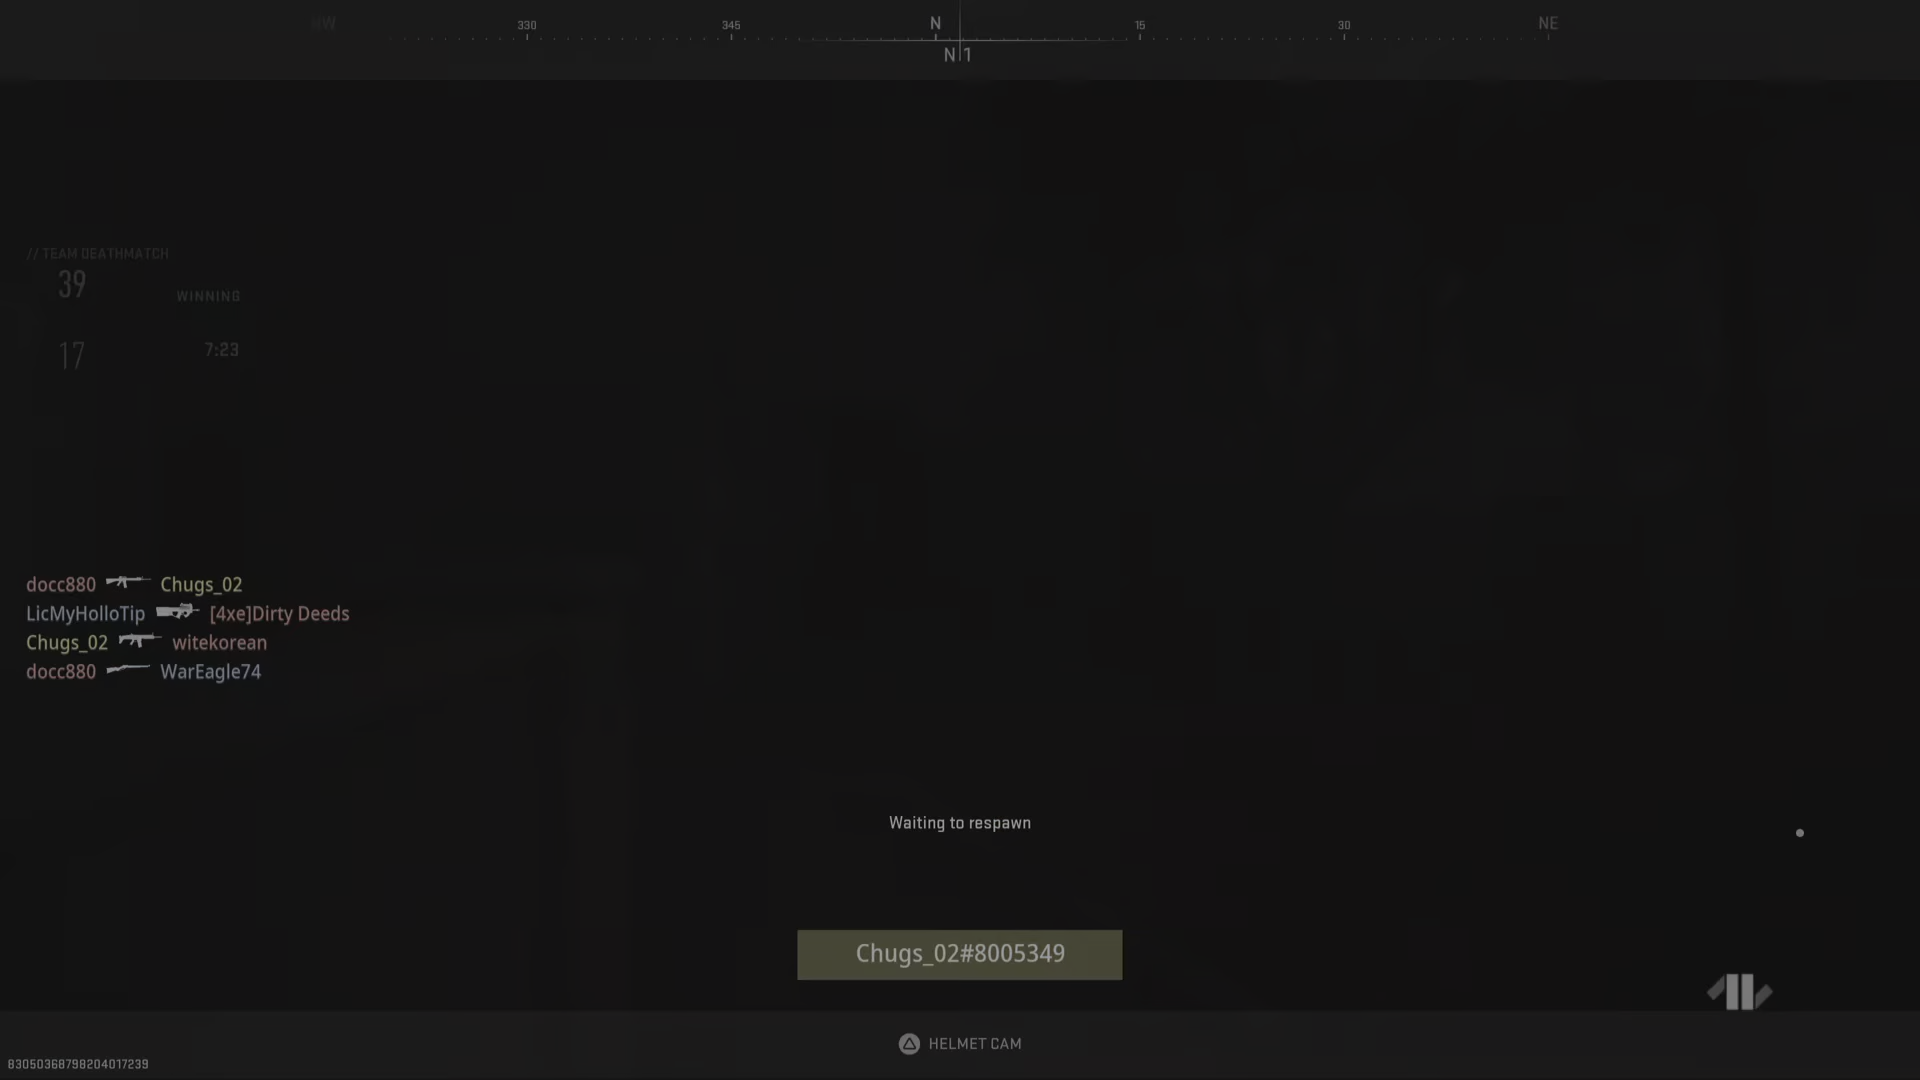 NW 330 345 N 15 30 NE
N 1
// TEAM DEATHMATCH
39
WINNING
17
7:23
docc880 Chugs_02
LicMyHolloTip [4xe]Dirty Deeds
Chugs_02 witekorean
docc880 WarEagle74
Waiting to respawn
Chugs_02#8005349
HELMET CAM
83050368798204017239